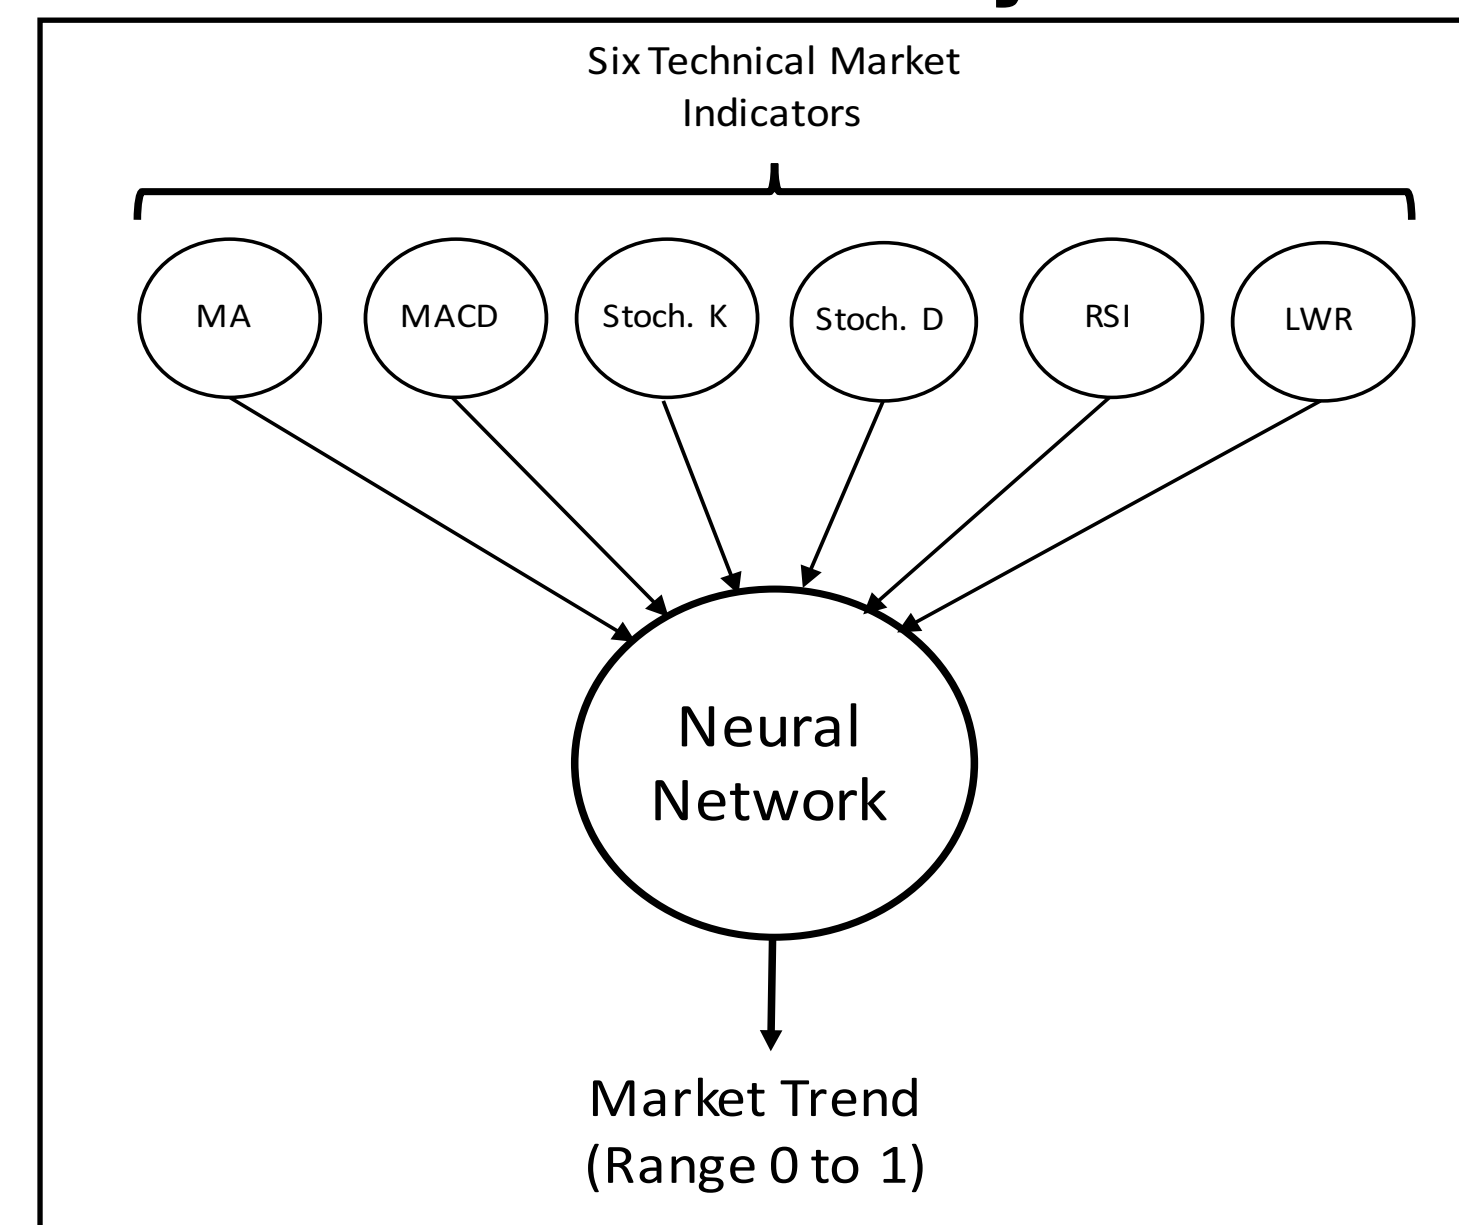 Six Technical Market
Indicators
MA
MACD
Stoch. K
Stoch. D
RSI
LWR
Neural
Network
Market Trend
(Range 0 to 1)